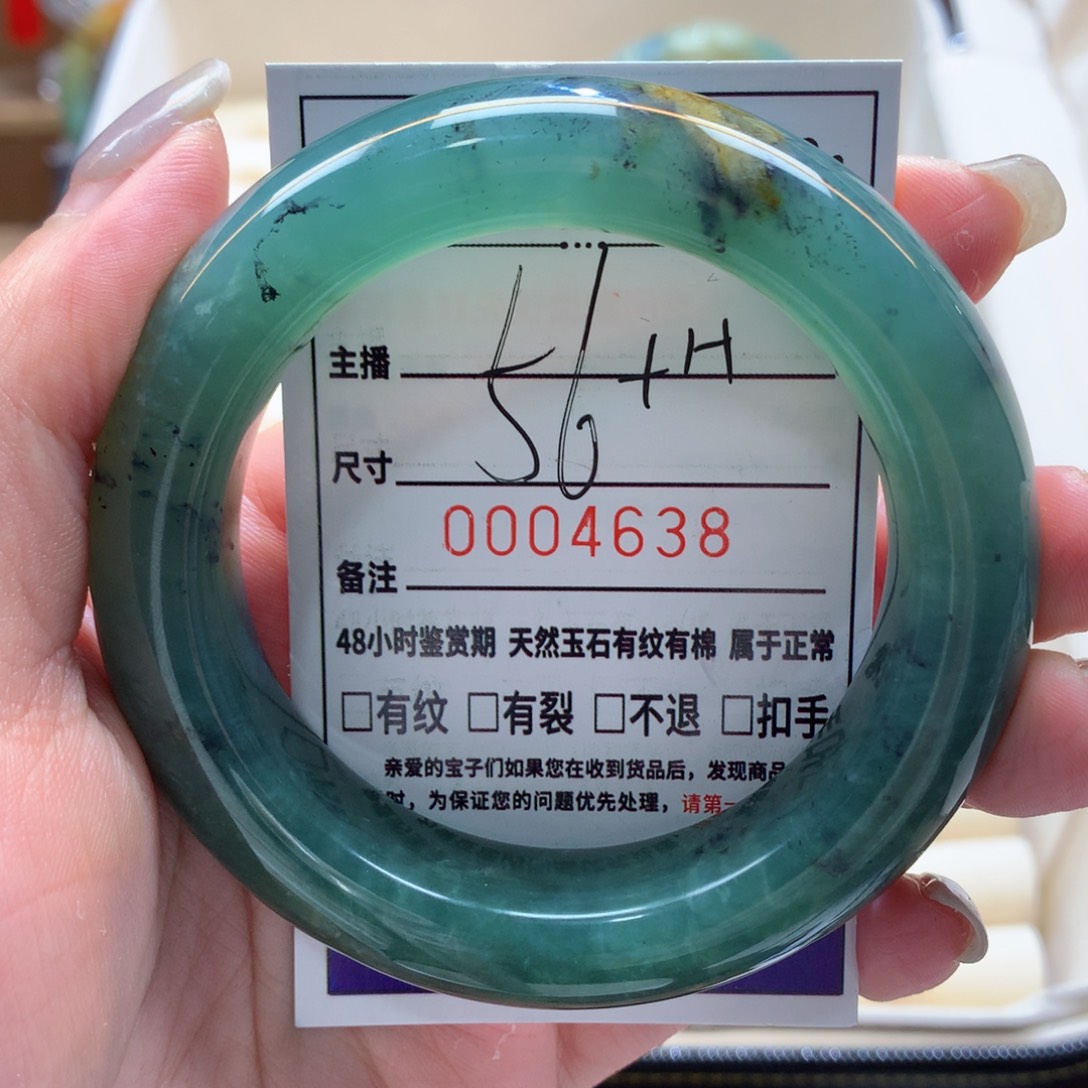 主播
56+H
尺寸
0004638
备注
48小时鉴赏期 天然玉石有纹有棉 属于正常
□有纹 □有裂 □不退 □扣手
亲爱的宝子们如果您在收到货品后，发现商品
时，为保证您的问题优先处理，请第一